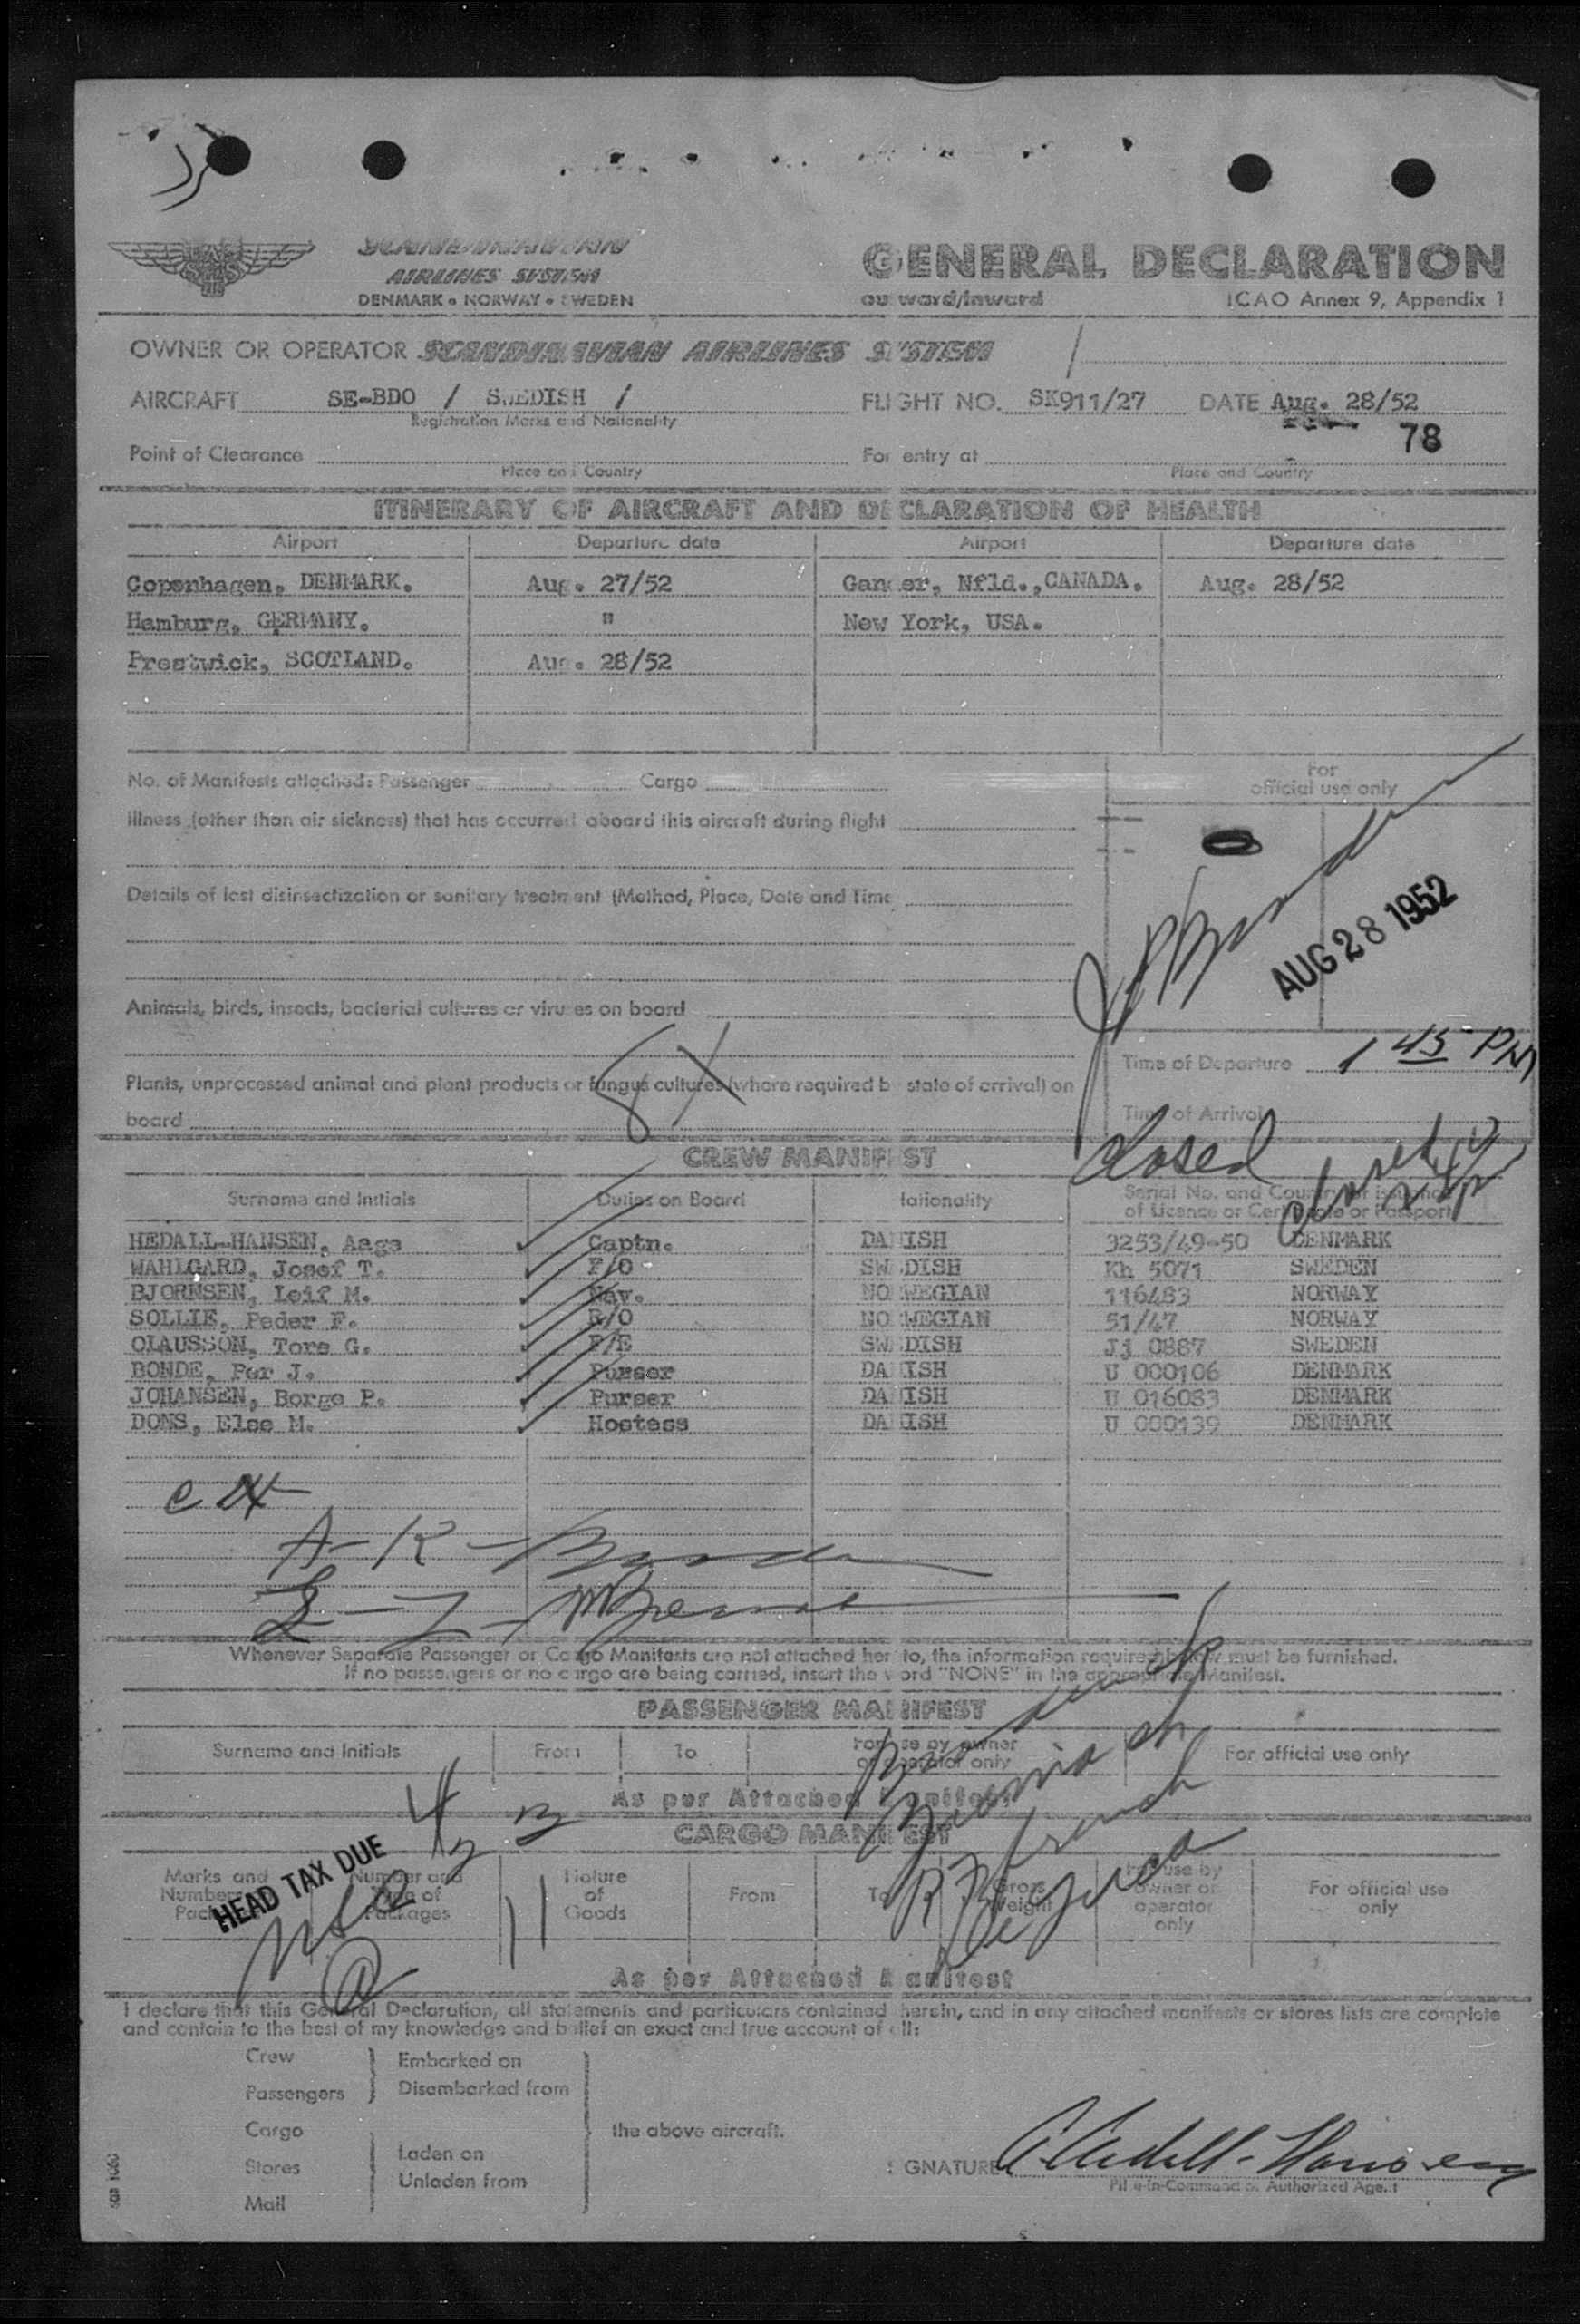 SCANDINAVIAN
AIRLINES SYSTEM
DENMARK • NORWAY • SWEDEN
GENERAL DECLARATION
outward/inward
ICAO Annex 9, Appendix 1
OWNER OR OPERATOR SCANDINAVIAN AIRLINES SYSTEM
AIRCRAFT SE-BDO / SWEDISH / FLIGHT NO. SK911/27 DATE Aug. 28/52
Registration Marks and Nationality
78
Point of Clearance For entry at
Place and Country Place and Country
ITINERARY OF AIRCRAFT AND DECLARATION OF HEALTH
Airport Departure date Airport Departure date
Copenhagen, DENMARK. Aug. 27/52 Gander, Nfld.,CANADA. Aug. 28/52
Hamburg, GERMANY. " New York, USA.
Prestwick, SCOTLAND. Aug. 28/52
No. of Manifests attached: Passenger Cargo
For
official use only
Illness (other than air sickness) that has occurred aboard this aircraft during flight
Details of last disinsectization or sanitary treatment (Method, Place, Date and Time
AUG 28 1952
Animals, birds, insects, bacterial cultures or viruses on board
Time of Departure 1 45 PM
Plants, unprocessed animal and plant products or fungus cultures (where required by state of arrival) on
board
Time of Arrival
closed
CREW MANIFEST
Surname and Initials Duties on Board Nationality Serial No. and Country of Issuance
of Licence or Certificate or Passport
HEDALL-HANSEN, Aage Captn. DANISH 3253/49-50 DENMARK
WAHLGARD, Josef T. F/O SWEDISH Kh 5071 SWEDEN
BJORNSEN, Leif M. Nav. NORWEGIAN 116483 NORWAY
SOLLIE, Peder F. R/O NORWEGIAN 51/47 NORWAY
OLAUSSON, Tore G. F/E SWEDISH Jj 0887 SWEDEN
BONDE, Per J. Purser DANISH U 000106 DENMARK
JOHANSEN, Borge P. Purser DANISH U 016083 DENMARK
DONS, Else M. Hostess DANISH U 000139 DENMARK
Whenever Separate Passenger or Cargo Manifests are not attached hereto, the information required below must be furnished.
If no passengers or no cargo are being carried, insert the word "NONE" in the appropriate Manifest.
PASSENGER MANIFEST
Surname and Initials From To For use by owner
or operator only For official use only
As per Attached Manifest
CARGO MANIFEST
HEAD TAX DUE
Marks and
Numbers
Packages
Number and
Type of
Packages
Nature
of
Goods
From
To
Gross
Weight
For use by
owner or
operator
only
For official use
only
As per Attached Manifest
I declare that this General Declaration, all statements and particulars contained herein, and in any attached manifests or stores lists are complete
and contain to the best of my knowledge and belief an exact and true account of all:
Crew
Passengers
Embarked on
Disembarked from
Cargo
Stores
Mail
Laden on
Unladen from
the above aircraft.
SIGNATURE A Hedall-Hansen
Pilot-in-Command or Authorized Agent